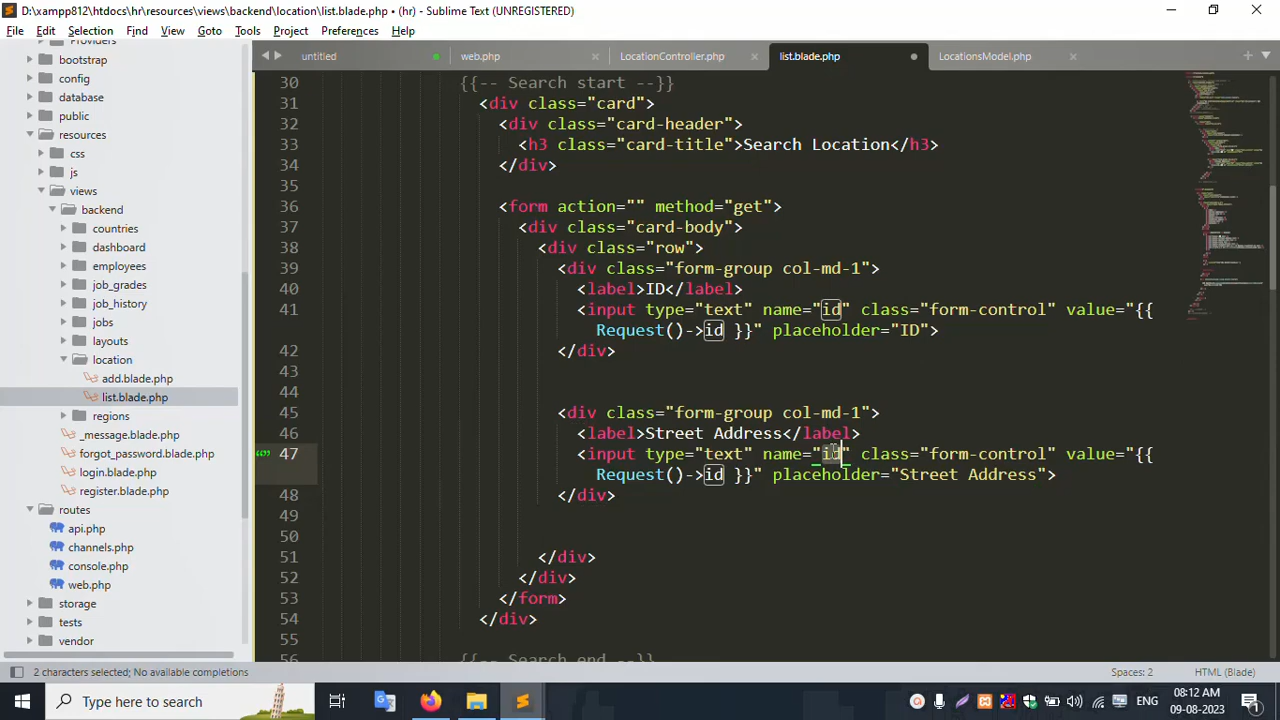 D:\xampp812\htdocs\hr\resources\views\backend\location\list.blade.php • (hr) - Sublime Text (UNREGISTERED)
File Edit Selection Find View Goto Tools Project Preferences Help
untitled web.php LocationController.php list.blade.php LocationsModel.php
Providers
bootstrap
config
database
public
resources
css
js
views
backend
countries
dashboard
employees
job_grades
job_history
jobs
layouts
location
add.blade.php
list.blade.php
regions
_message.blade.php
forgot_password.blade.php
login.blade.php
register.blade.php
routes
api.php
channels.php
console.php
web.php
storage
tests
vendor
30 {{-- Search start --}}
31 <div class="card">
32 <div class="card-header">
33 <h3 class="card-title">Search Location</h3>
34 </div>
35
36 <form action="" method="get">
37 <div class="card-body">
38 <div class="row">
39 <div class="form-group col-md-1">
40 <label>ID</label>
41 <input type="text" name="id" class="form-control" value="{{
Request()->id }}" placeholder="ID">
42 </div>
43
44
45 <div class="form-group col-md-1">
46 <label>Street Address</label>
47 <input type="text" name="id" class="form-control" value="{{
Request()->id }}" placeholder="Street Address">
48 </div>
49
50
51 </div>
52 </div>
53 </form>
54 </div>
55
56 {{-- Search end --}}
2 characters selected; No available completions Spaces: 2 HTML (Blade)
Type here to search
08:12 AM
09-08-2023